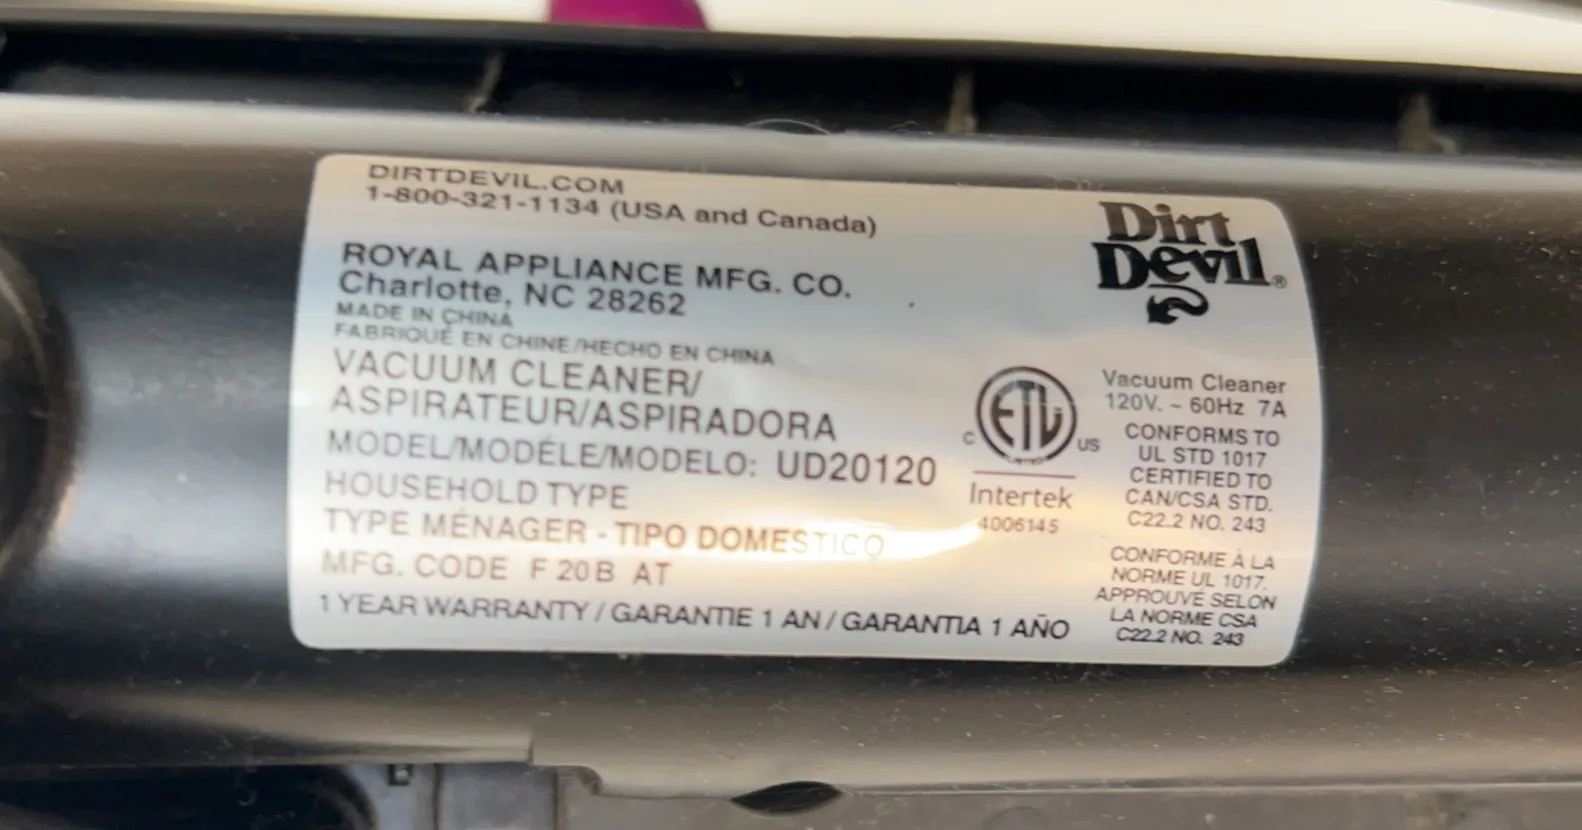 DIRTDEVIL.COM
1-800-321-1134 (USA and Canada)
ROYAL APPLIANCE MFG. CO.
Charlotte, NC 28262
MADE IN CHINA
FABRIQUÉ EN CHINE/HECHO EN CHINA
VACUUM CLEANER/
ASPIRATEUR/ASPIRADORA
MODEL/MODÉLE/MODELO: UD20120
HOUSEHOLD TYPE
TYPE MÉNAGER - TIPO DOMESTICO
MFG. CODE F 20 B AT
1 YEAR WARRANTY / GARANTIE 1 AN / GARANTIA 1 AÑO
Dirt
Devil®
ETL
C US
Intertek
4006145
Vacuum Cleaner
120V. ~ 60Hz 7A
CONFORMS TO
UL STD 1017
CERTIFIED TO
CAN/CSA STD.
C22.2 NO. 243
CONFORME À LA
NORME UL 1017.
APPROUVÉ SELON
LA NORME CSA
C22.2 NO. 243